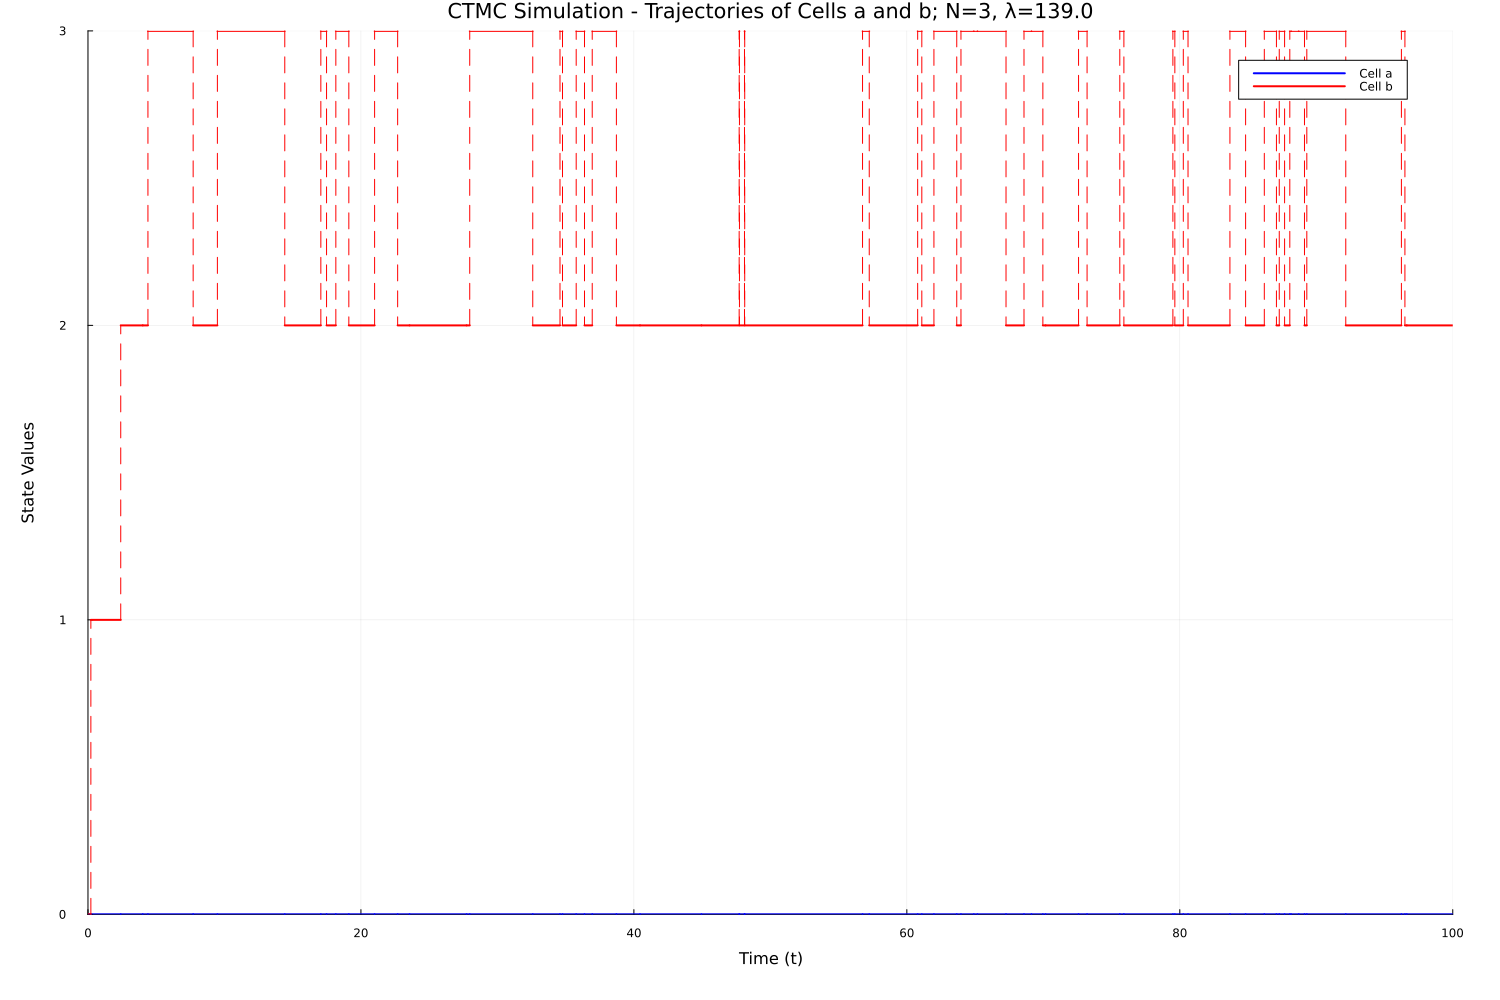 CTMC Simulation - Trajectories of Cells a and b; N=3, λ=139.0
3
Cell a
Cell b
2
State Values
1
0
0 20 40 60 80 100
Time (t)